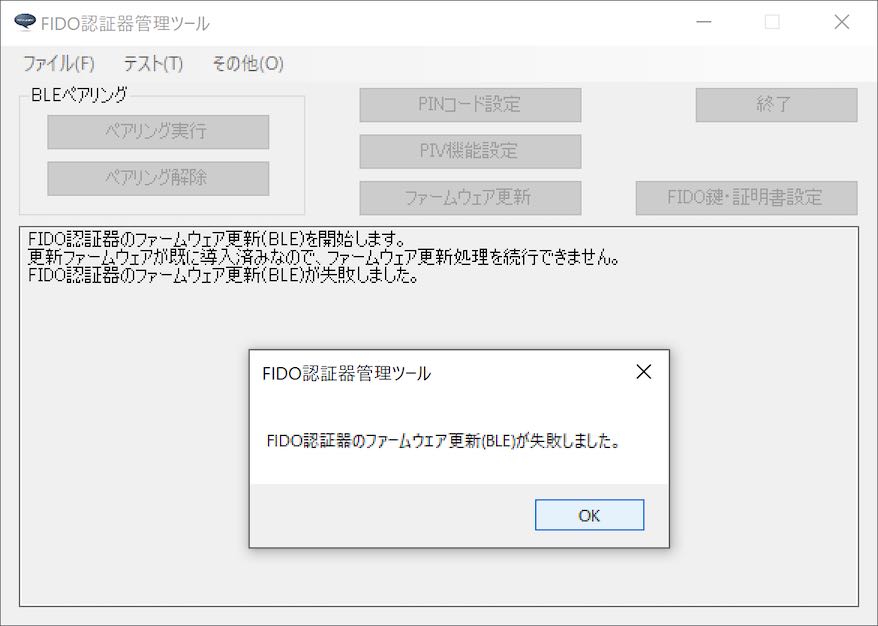 FIDO認証器管理ツール
ファイル(F) テスト(T) その他(O)
BLEペアリング
ペアリング実行
ペアリング解除
PINコード設定
PIV機能設定
ファームウェア更新
終了
FIDO鍵・証明書設定
FIDO認証器のファームウェア更新(BLE)を開始します。
更新ファームウェアが既に導入済みなので、ファームウェア更新処理を続行できません。
FIDO認証器のファームウェア更新(BLE)が失敗しました。
FIDO認証器管理ツール
FIDO認証器のファームウェア更新(BLE)が失敗しました。
OK